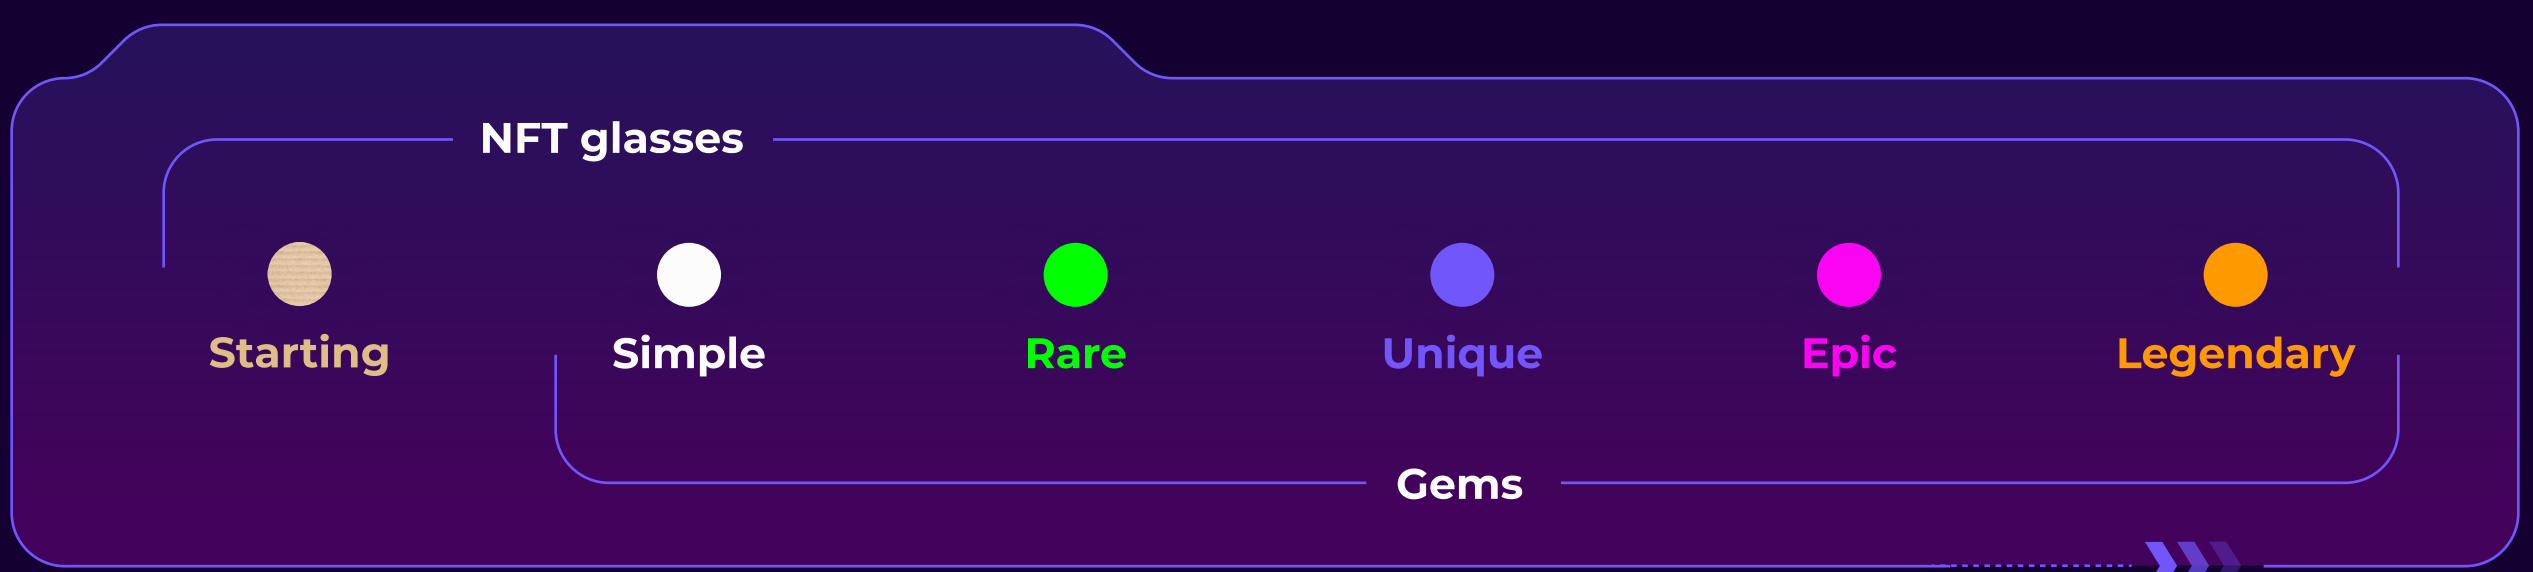 NFT glasses
Starting
Simple
Rare
Unique
Epic
Legendary
Gems